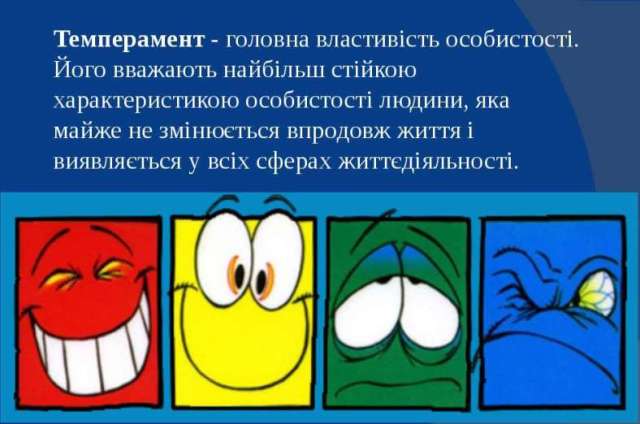 Темперамент - головна властивість особистості.
Його вважають найбільш стійкою
характеристикою особистості людини, яка
майже не змінюється впродовж життя і
виявляється у всіх сферах життєдіяльності.